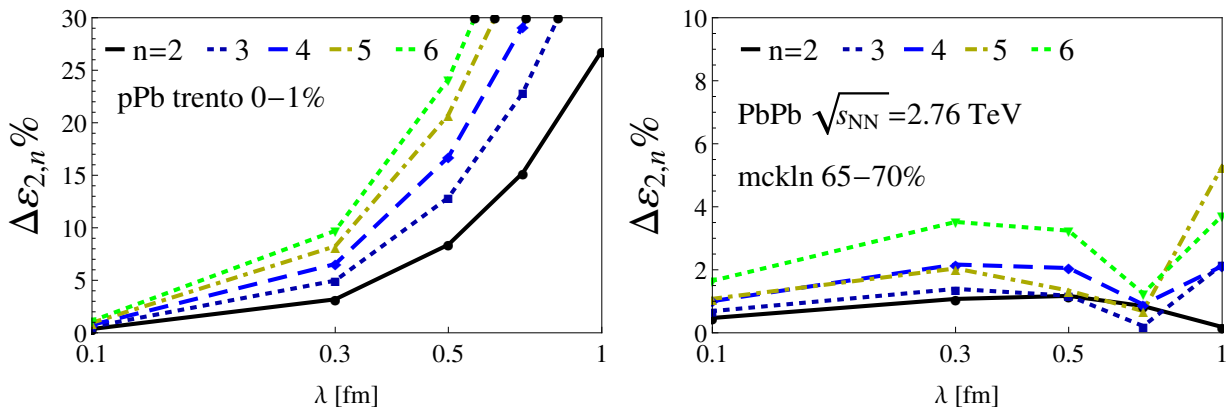 30
25
20
15
10
5
0
Δε2,n%
n=2 3 4 5 6
pPb trento 0−1%
0.1 0.3 0.5 1
λ [fm]
10
8
6
4
2
0
Δε2,n%
n=2 3 4 5 6
PbPb √sNN =2.76 TeV
mckln 65−70%
0.1 0.3 0.5 1
λ [fm]